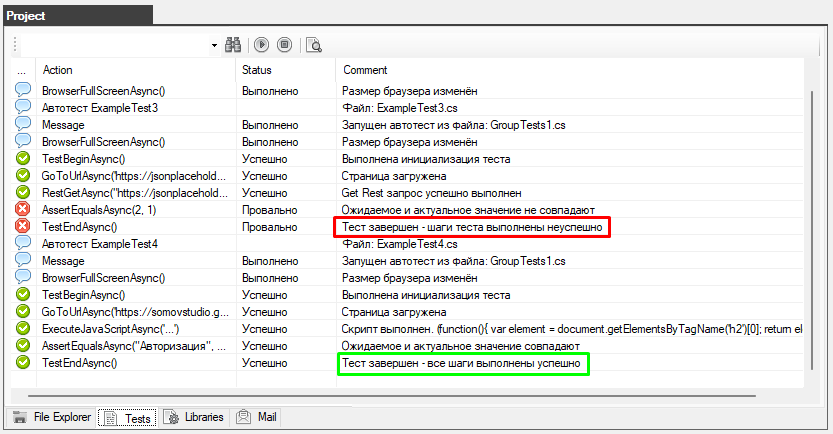 Project
... Action Status Comment
BrowserFullScreenAsync() Выполнено Размер браузера изменён
Автотест ExampleTest3 Файл: ExampleTest3.cs
Message Выполнено Запущен автотест из файла: GroupTests1.cs
BrowserFullScreenAsync() Выполнено Размер браузера изменён
TestBeginAsync() Успешно Выполнена инициализация теста
GoToUrlAsync("https://jsonplacehold... Успешно Страница загружена
RestGetAsync("https://jsonplacehold... Успешно Get Rest запрос успешно выполнен
AssertEqualsAsync(2, 1) Провально Ожидаемое и актуальное значение не совпадают
TestEndAsync() Провально Тест завершен - шаги теста выполнены неуспешно
Автотест ExampleTest4 Файл: ExampleTest4.cs
Message Выполнено Запущен автотест из файла: GroupTests1.cs
BrowserFullScreenAsync() Выполнено Размер браузера изменён
TestBeginAsync() Успешно Выполнена инициализация теста
GoToUrlAsync('https://somovstudio.g... Успешно Страница загружена
ExecuteJavaScriptAsync('...') Успешно Скрипт выполнен. (function(){ var element = document.getElementsByTagName('h2')[0]; return el
AssertEqualsAsync("Авторизация", ... Успешно Ожидаемое и актуальное значение совпадают
TestEndAsync() Успешно Тест завершен - все шаги выполнены успешно
File Explorer Tests Libraries Mail